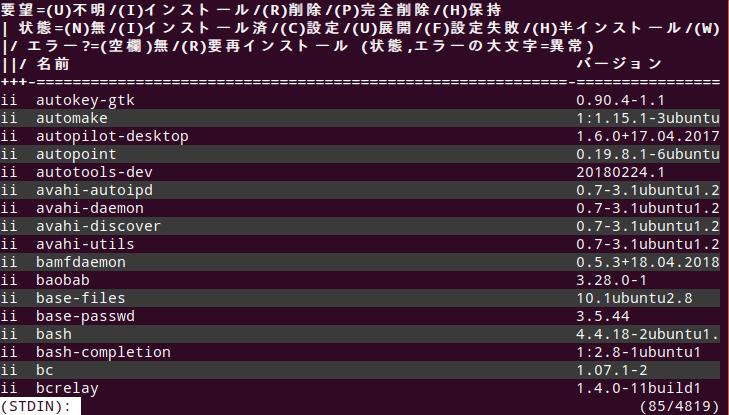 要望=(U)不明/(I)インストール/(R)削除/(P)完全削除/(H)保持
| 状態=(N)無/(I)インストール済/(C)設定/(U)展開/(F)設定失敗/(H)半インストール/(W)
|/ エラー?=(空欄)無/(R)要再インストール (状態,エラーの大文字=異常)
||/ 名前 バージョン
+++-===========================================================-================
ii autokey-gtk 0.90.4-1.1
ii automake 1:1.15.1-3ubuntu
ii autopilot-desktop 1.6.0+17.04.2017
ii autopoint 0.19.8.1-6ubuntu
ii autotools-dev 20180224.1
ii avahi-autoipd 0.7-3.1ubuntu1.2
ii avahi-daemon 0.7-3.1ubuntu1.2
ii avahi-discover 0.7-3.1ubuntu1.2
ii avahi-utils 0.7-3.1ubuntu1.2
ii bamfdaemon 0.5.3+18.04.2018
ii baobab 3.28.0-1
ii base-files 10.1ubuntu2.8
ii base-passwd 3.5.44
ii bash 4.4.18-2ubuntu1.
ii bash-completion 1:2.8-1ubuntu1
ii bc 1.07.1-2
ii bcrelay 1.4.0-11build1
(STDIN): (85/4819)